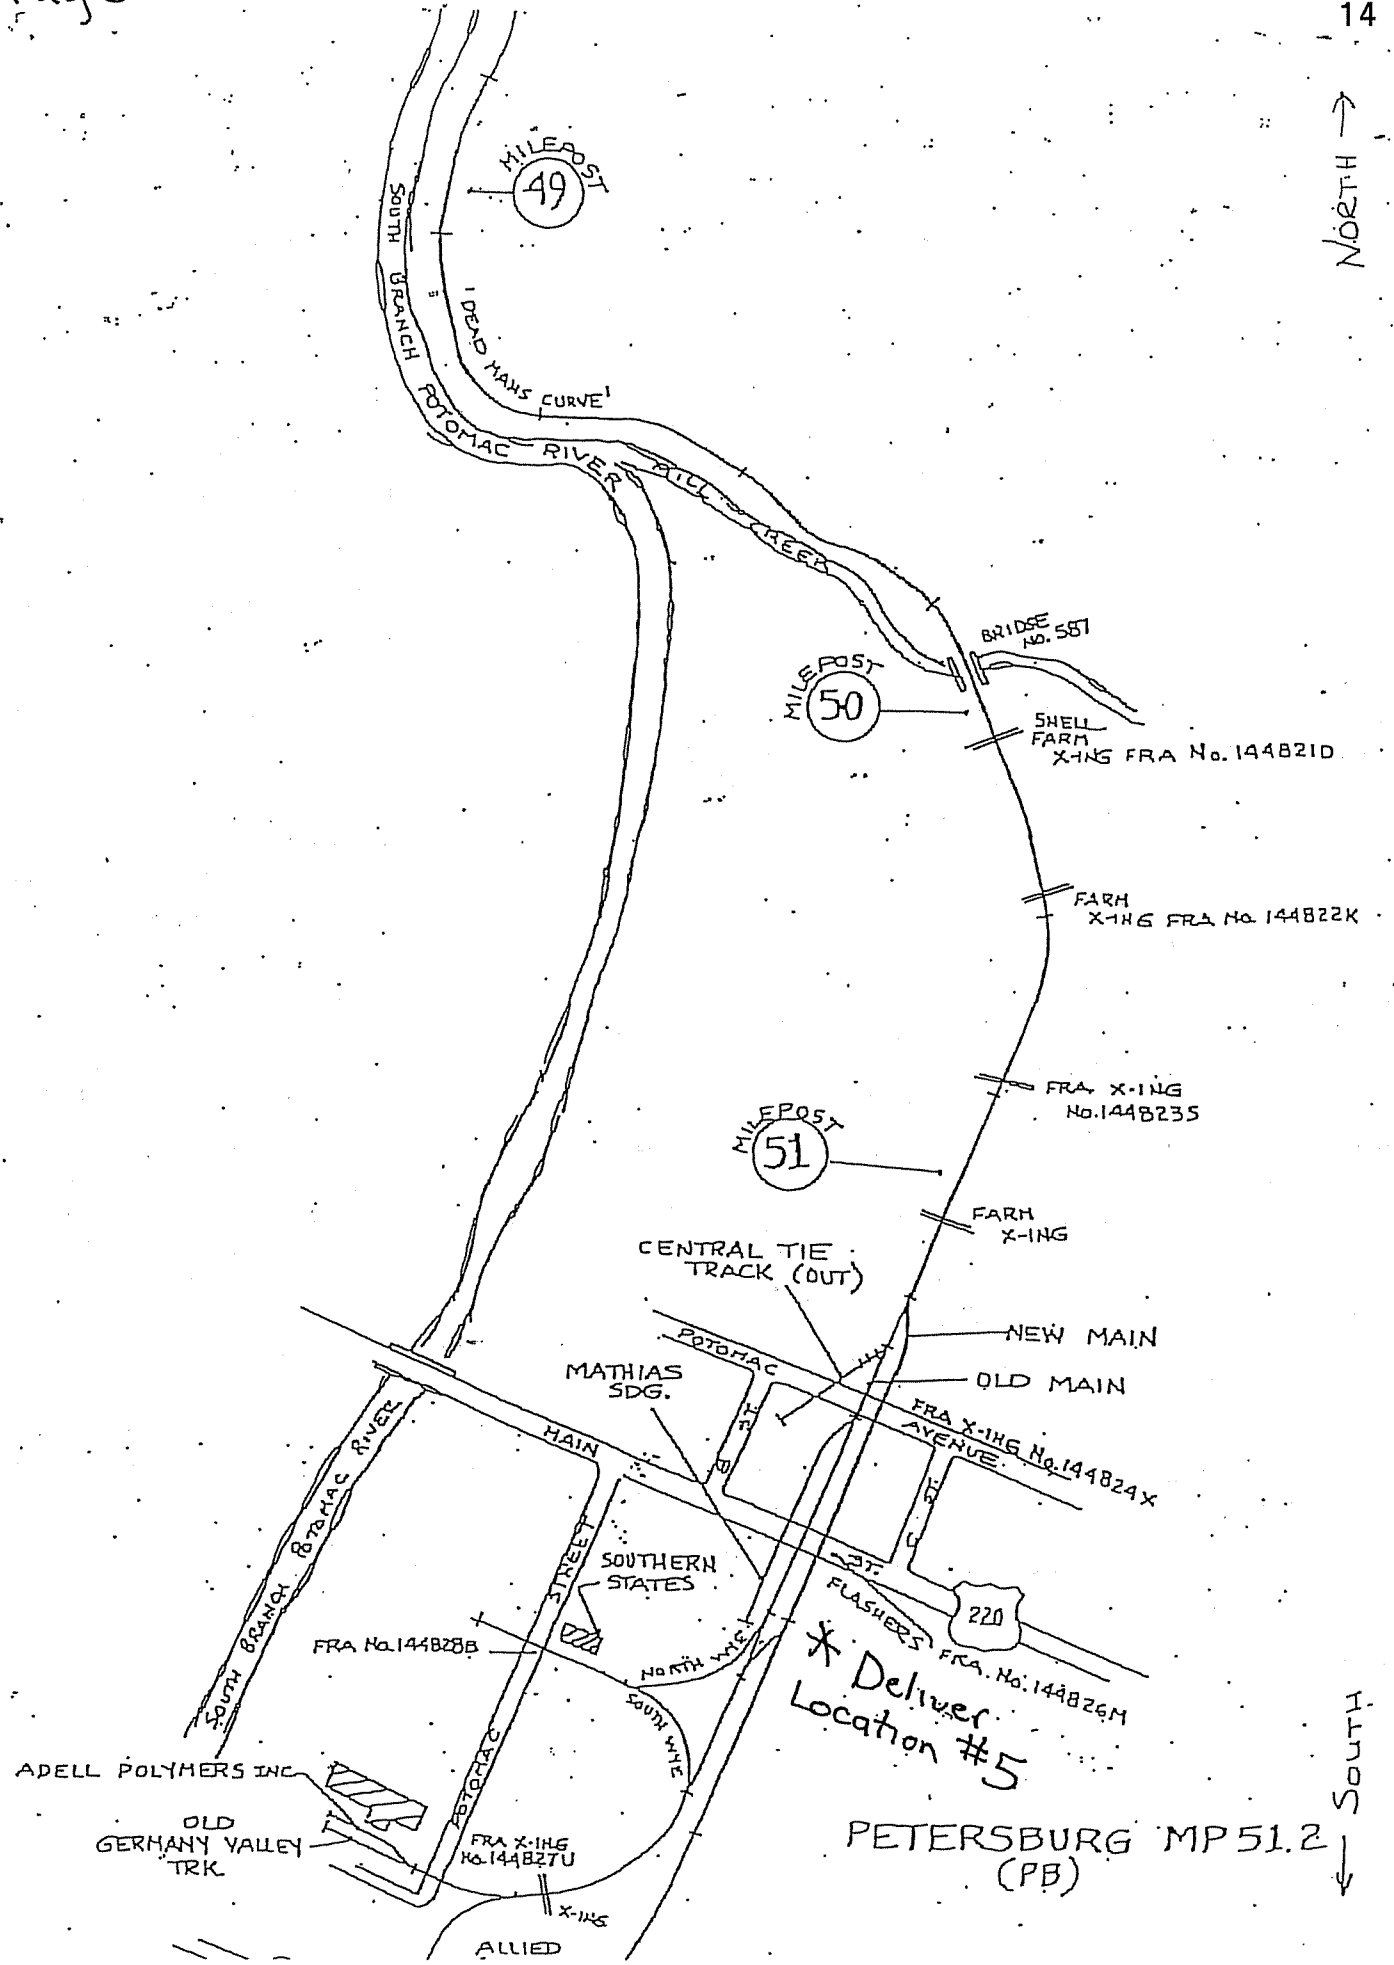 14
NORTH →
MILEPOST
49
SOUTH BRANCH POTOMAC RIVER
'DEAD MANS CURVE'
MILL CREEK
BRIDGE
NO. 587
MILEPOST
50
SHELL
FARM
X-ING FRA No. 144821D
FARM
X-ING FRA No. 144822K
FRA X-ING
No. 144823S
MILEPOST
51
FARM
X-ING
CENTRAL TIE
TRACK (OUT)
NEW MAIN
POTOMAC
OLD MAIN
MATHIAS
SDG.
FRA X-ING No. 144824X
AVENUE
MAIN
ST.
B
ST.
SOUTH BRANCH POTOMAC RIVER
STREET
SOUTHERN
STATES
ST.
FLASHERS
220
FRA No. 144828B
NORTH WYE
FRA. No. 144826M
* Deliver
Location #5
SOUTH WYE
POTOMAC
ADELL POLYMERS INC
OLD
GERMANY VALLEY
TRK
FRA X-ING
No. 144827U
X-ING
ALLIED
PETERSBURG MP 51.2
(PB)
← SOUTH